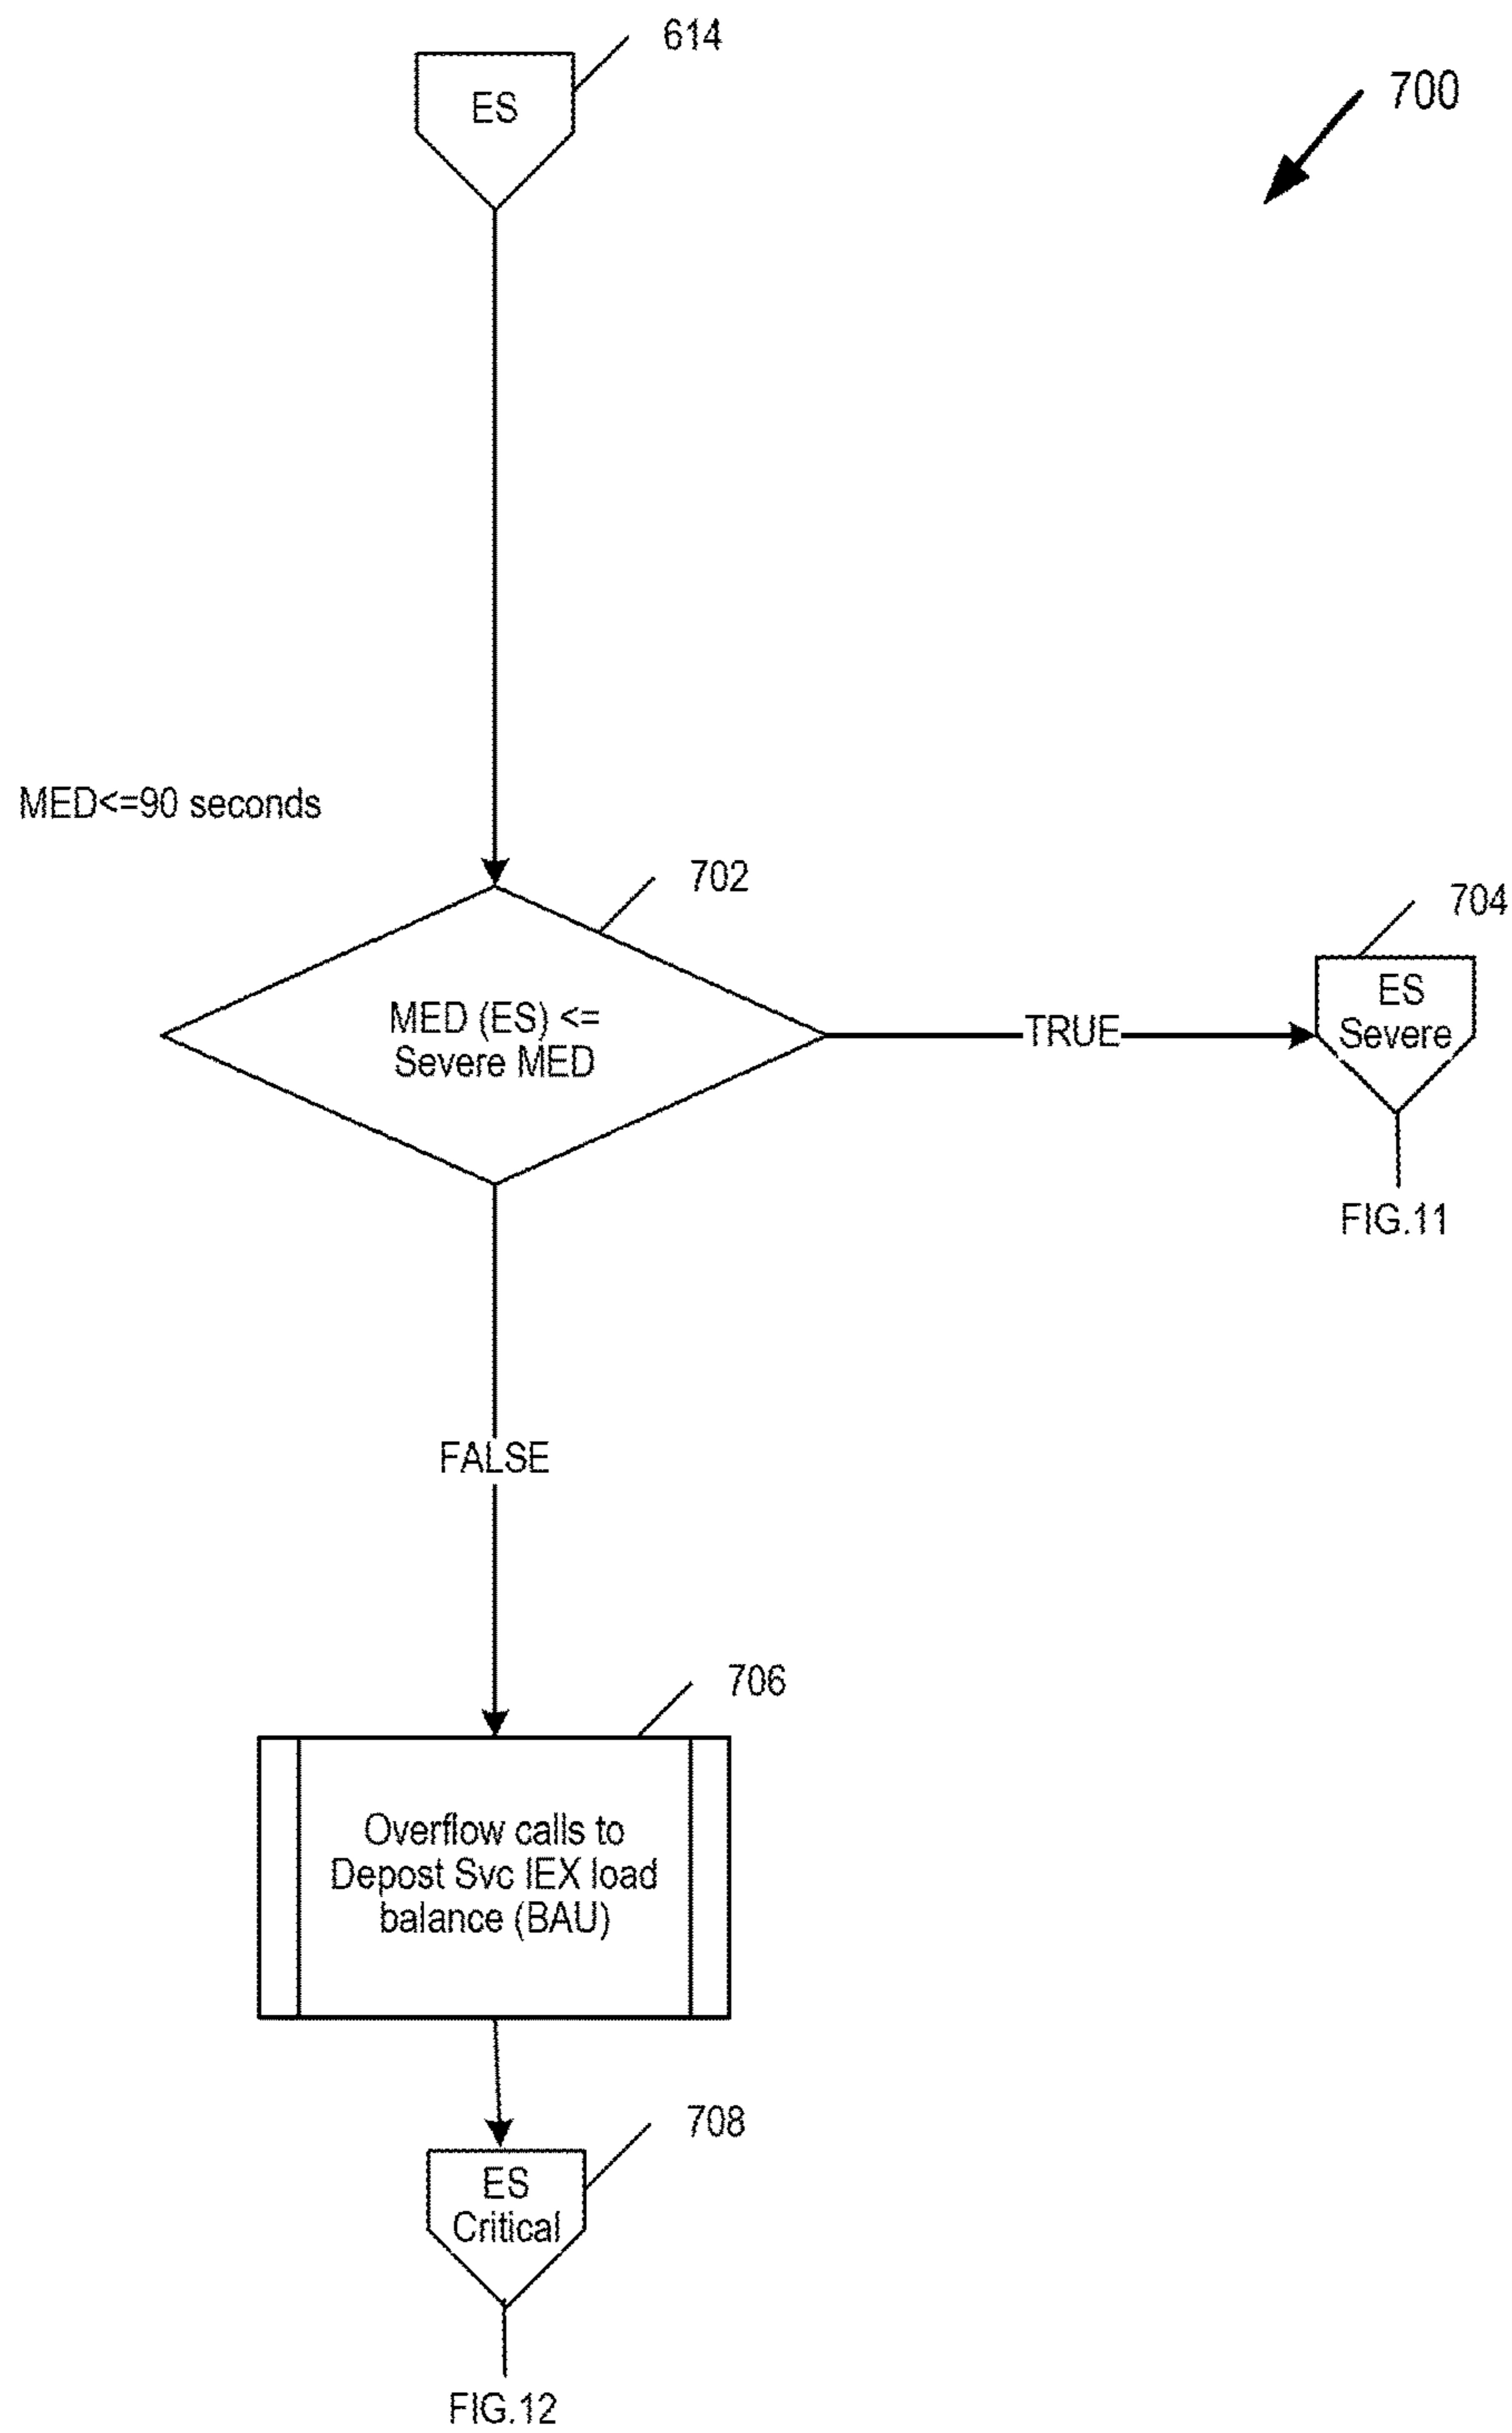 614
ES
700
MED<=90 seconds
702
704
MED (ES) <=
Severe MED
TRUE
ES
Severe
FIG.11
FALSE
706
Overflow calls to
Depost Svc IEX load
balance (BAU)
708
ES
Critical
FIG.12